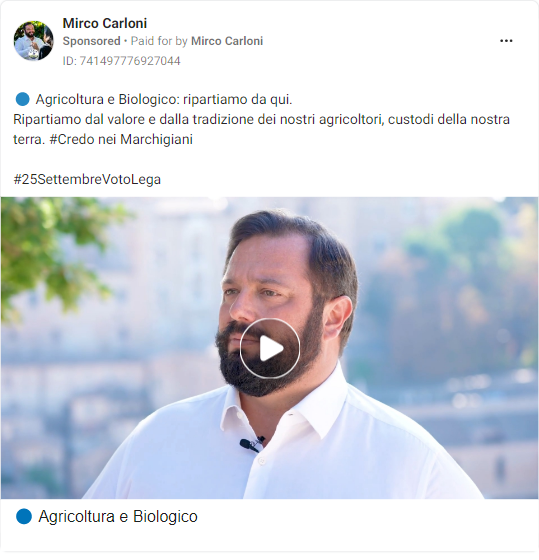 Mirco Carloni
Sponsored • Paid for by Mirco Carloni
ID: 741497776927044
🔵 Agricoltura e Biologico: ripartiamo da qui.
Ripartiamo dal valore e dalla tradizione dei nostri agricoltori, custodi della nostra
terra. #Credo nei Marchigiani
#25SettembreVotoLega
🔵 Agricoltura e Biologico